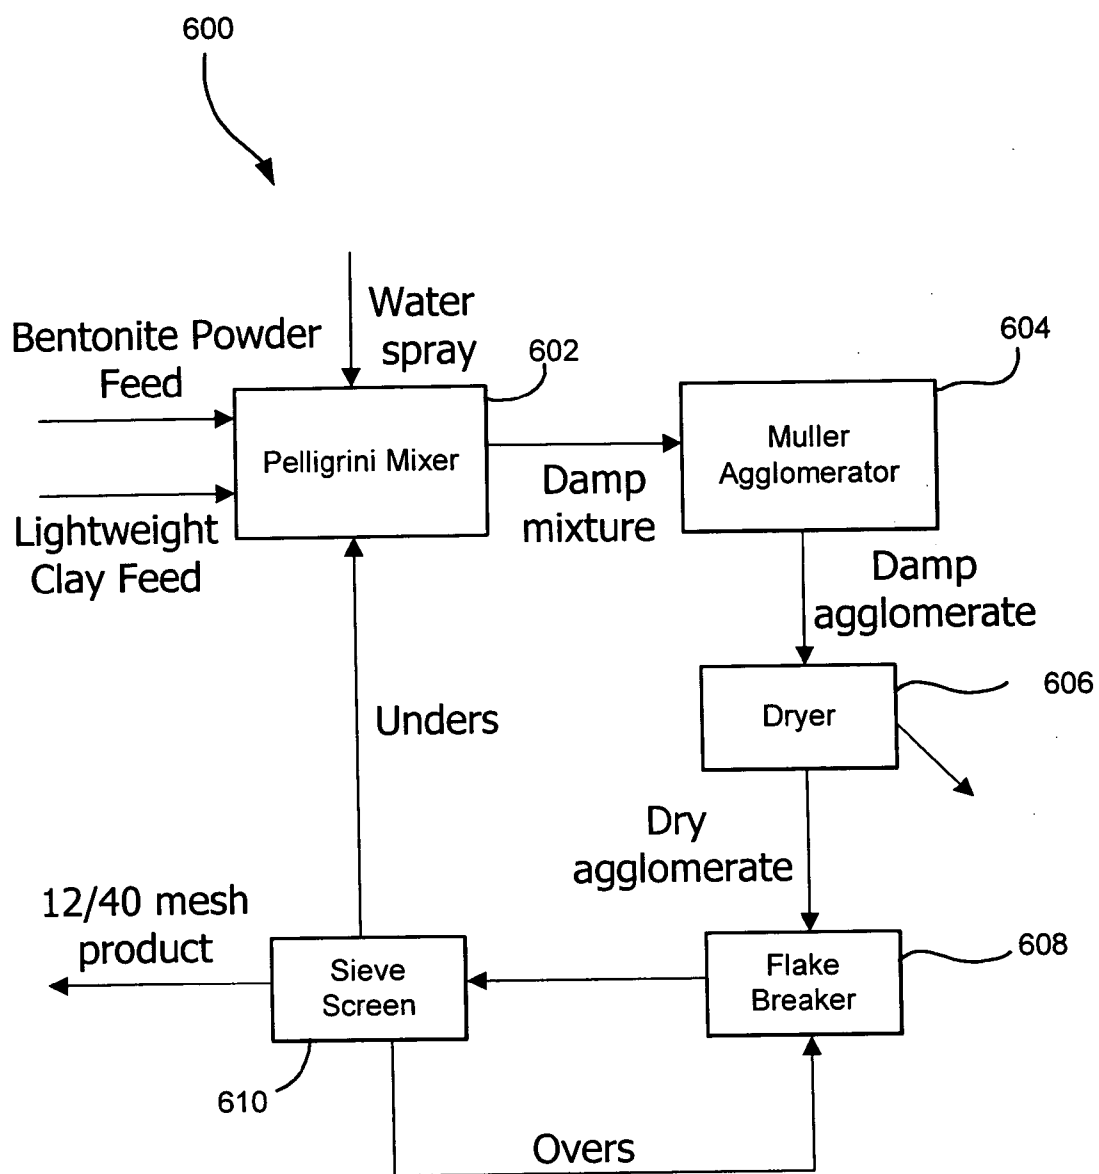 600
Water
spray
Bentonite Powder
Feed
602
604
Pelligrini Mixer
Muller
Agglomerator
Damp
mixture
Lightweight
Clay Feed
Damp
agglomerate
606
Dryer
Unders
Dry
agglomerate
12/40 mesh
product
Sieve
Screen
Flake
Breaker
608
610
Overs